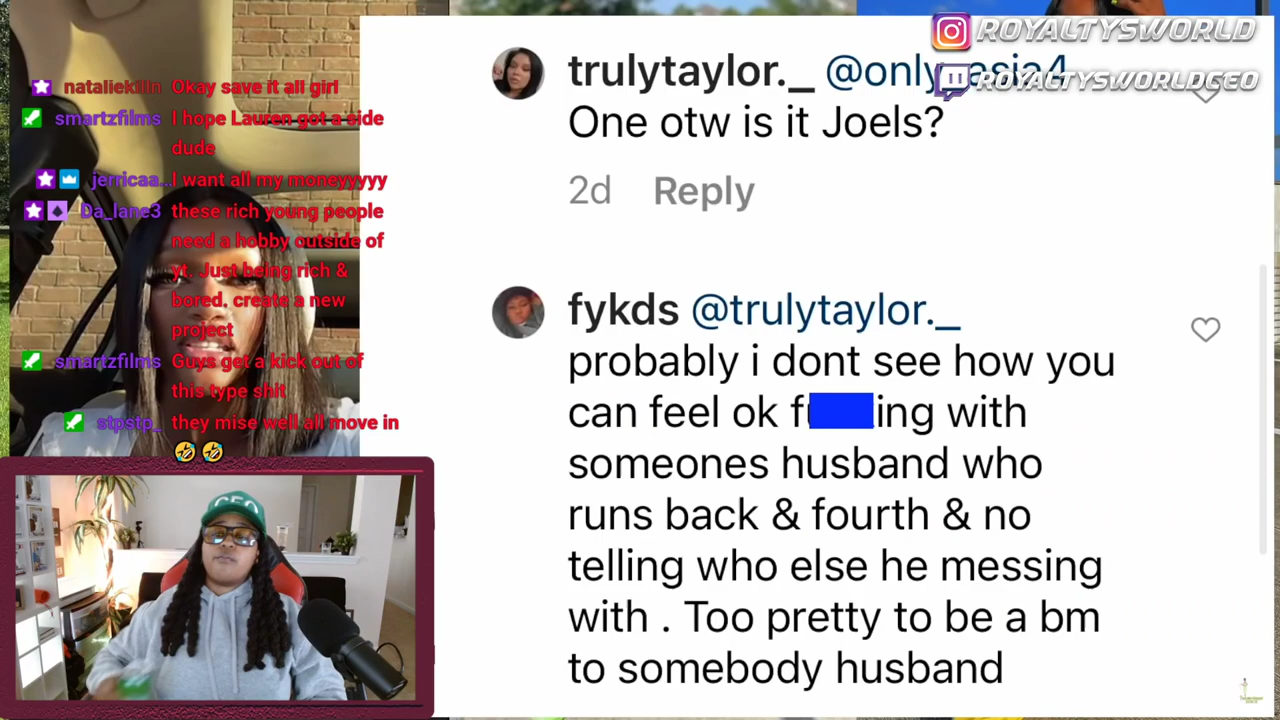 ROYALTYSWORLD
ROYALTYSWORLDCEO
nataliekilln Okay save it all girl
smartzfilms I hope Lauren got a side
dude
jerricaa... I want all my moneyyyyy
Da_lane3 these rich young people
need a hobby outside of
yt. Just being rich &
bored. create a new
project
smartzfilms Guys get a kick out of
this type shit
stpstp_ they mise well all move in
🤣 🤣
trulytaylor._
One otw is it Joels?
2d Reply
fykds @trulytaylor._
probably i dont see how you
can feel ok f ing with
someones husband who
runs back & fourth & no
telling who else he messing
with . Too pretty to be a bm
to somebody husband
CEO